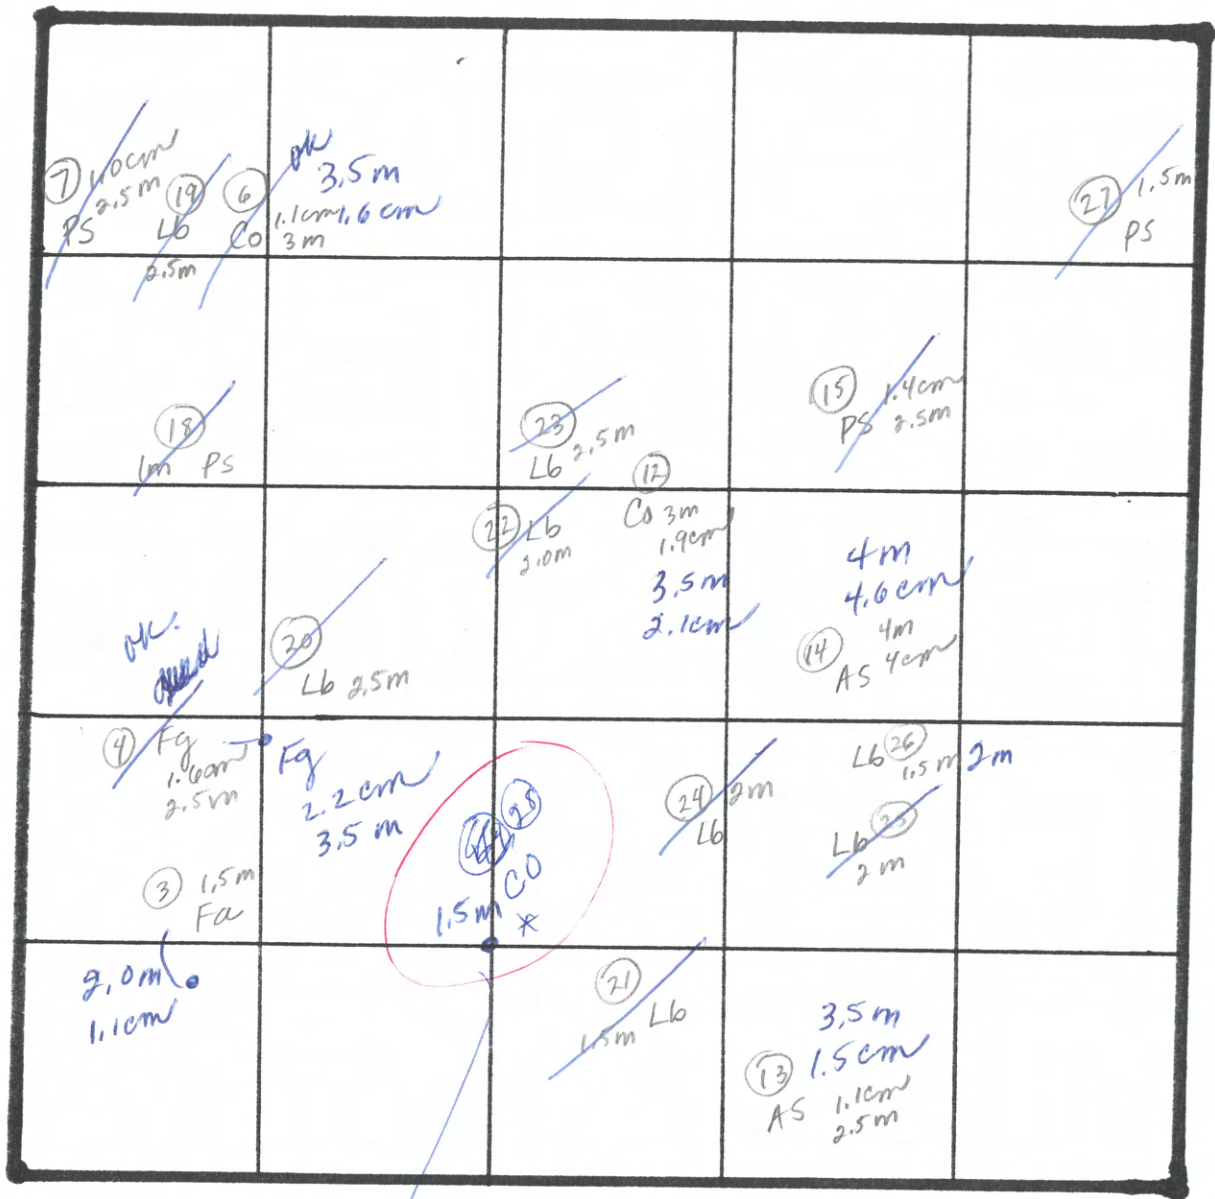 ok
3.5m
7 1.0cm
2.5m
PS
19
Lb
2.5m
6
Co
1.1cm 1.6cm
3m
27 1.5m
PS
18
1m PS
23
Lb 2.5m
15 1.4cm
PS 2.5m
12
Co 3m
1.9cm
3.5m
2.1cm
22 Lb
2.0m
4m
4.6cm
4m
14 AS 4cm
ok.
20
Lb 2.5m
4 Fg
1.6cm
2.5m
Fg
2.2cm
3.5m
28
CO
1.5m *
24 2m
Lb
Lb 26
1.5m 2m
Lb 25
2m
3 1.5m
Fa
2.0m
1.1cm
21
1.5m Lb
3.5m
13 1.5cm
AS 1.1cm
2.5m